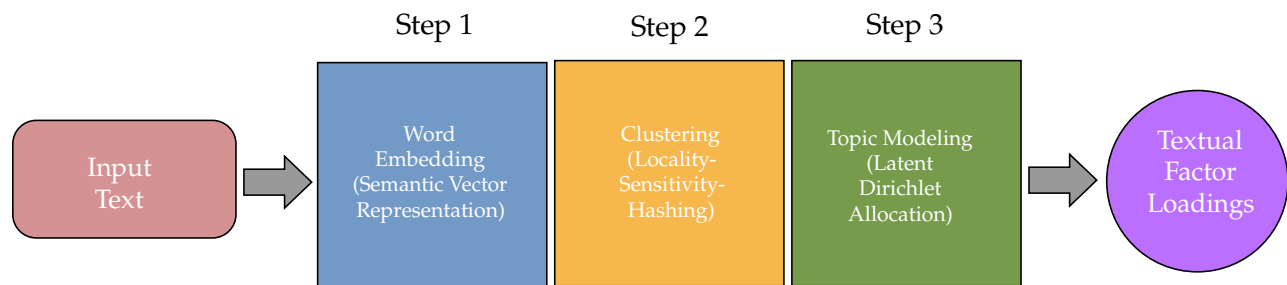 Step 1
Step 2
Step 3
Input
Text
Word
Embedding
(Semantic Vector
Representation)
Clustering
(Locality-
Sensitivity-
Hashing)
Topic Modeling
(Latent
Dirichlet
Allocation)
Textual
Factor
Loadings